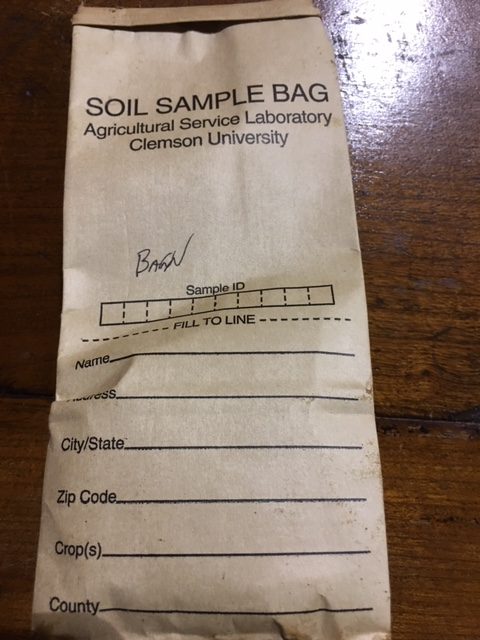 SOIL SAMPLE BAG
Agricultural Service Laboratory
Clemson University
Sample ID
FILL TO LINE
Name
City/State
Zip Code
Crop(s)
County